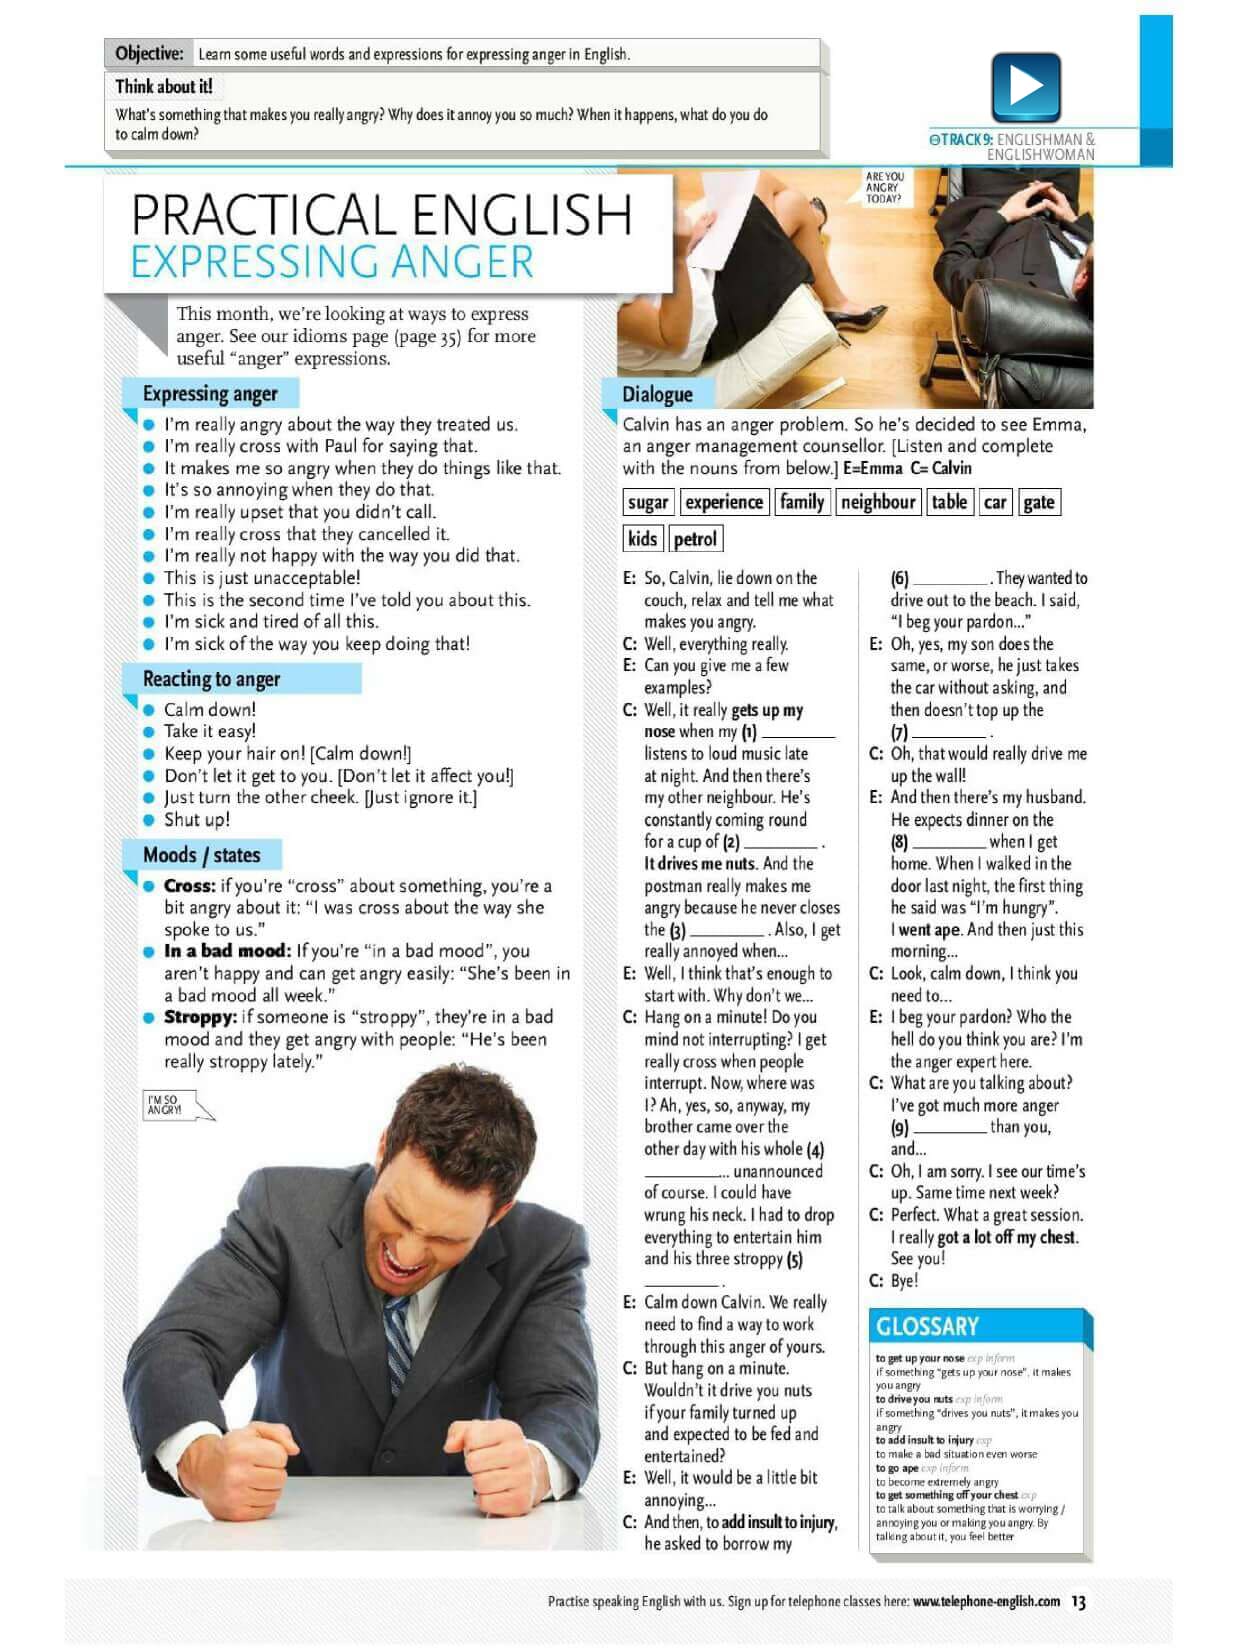 Objective: Learn some useful words and expressions for expressing anger in English.
Think about it!
What's something that makes you really angry? Why does it annoy you so much? When it happens, what do you do
to calm down?
TRACK 9: ENGLISHMAN &
ENGLISHWOMAN
ARE YOU
ANGRY
TODAY?
PRACTICAL ENGLISH
EXPRESSING ANGER
This month, we're looking at ways to express
anger. See our idioms page (page 35) for more
useful "anger" expressions.
Expressing anger
I'm really angry about the way they treated us.
I'm really cross with Paul for saying that.
It makes me so angry when they do things like that.
It's so annoying when they do that.
I'm really upset that you didn't call.
I'm really cross that they cancelled it.
I'm really not happy with the way you did that.
This is just unacceptable!
This is the second time I've told you about this.
I'm sick and tired of all this.
I'm sick of the way you keep doing that!
Reacting to anger
Calm down!
Take it easy!
Keep your hair on! [Calm down!]
Don't let it get to you. [Don't let it affect you!]
Just turn the other cheek. [Just ignore it.]
Shut up!
Moods / states
Cross: if you're "cross" about something, you're a
bit angry about it: "I was cross about the way she
spoke to us."
In a bad mood: If you're "in a bad mood", you
aren't happy and can get angry easily: "She's been in
a bad mood all week."
Stroppy: if someone is "stroppy", they're in a bad
mood and they get angry with people: "He's been
really stroppy lately."
I'M SO
ANGRY!
Dialogue
Calvin has an anger problem. So he's decided to see Emma,
an anger management counsellor. [Listen and complete
with the nouns from below.] E=Emma C= Calvin
sugar experience family neighbour table car gate
kids petrol
E: So, Calvin, lie down on the
couch, relax and tell me what
makes you angry.
C: Well, everything really.
E: Can you give me a few
examples?
C: Well, it really gets up my
nose when my (1) ________
listens to loud music late
at night. And then there's
my other neighbour. He's
constantly coming round
for a cup of (2) ________ .
It drives me nuts. And the
postman really makes me
angry because he never closes
the (3) ________ . Also, I get
really annoyed when...
E: Well, I think that's enough to
start with. Why don't we...
C: Hang on a minute! Do you
mind not interrupting? I get
really cross when people
interrupt. Now, where was
I? Ah, yes, so, anyway, my
brother came over the
other day with his whole (4)
________... unannounced
of course. I could have
wrung his neck. I had to drop
everything to entertain him
and his three stroppy (5)
________ .
E: Calm down Calvin. We really
need to find a way to work
through this anger of yours.
C: But hang on a minute.
Wouldn't it drive you nuts
if your family turned up
and expected to be fed and
entertained?
E: Well, it would be a little bit
annoying...
C: And then, to add insult to injury,
he asked to borrow my
(6) ________ . They wanted to
drive out to the beach. I said,
"I beg your pardon..."
E: Oh, yes, my son does the
same, or worse, he just takes
the car without asking, and
then doesn't top up the
(7) ________ .
C: Oh, that would really drive me
up the wall!
E: And then there's my husband.
He expects dinner on the
(8) ________ when I get
home. When I walked in the
door last night, the first thing
he said was "I'm hungry".
I went ape. And then just this
morning...
C: Look, calm down, I think you
need to...
E: I beg your pardon? Who the
hell do you think you are? I'm
the anger expert here.
C: What are you talking about?
I've got much more anger
(9) ________ than you,
and...
C: Oh, I am sorry. I see our time's
up. Same time next week?
C: Perfect. What a great session.
I really got a lot off my chest.
See you!
C: Bye!
GLOSSARY
to get up your nose exp inform
if something "gets up your nose", it makes
you angry
to drive you nuts exp inform
if something "drives you nuts", it makes you
angry
to add insult to injury exp
to make a bad situation even worse
to go ape exp inform
to become extremely angry
to get something off your chest exp
to talk about something that is worrying /
annoying you or making you angry. By
talking about it, you feel better
Practise speaking English with us. Sign up for telephone classes here: www.telephone-english.com 13